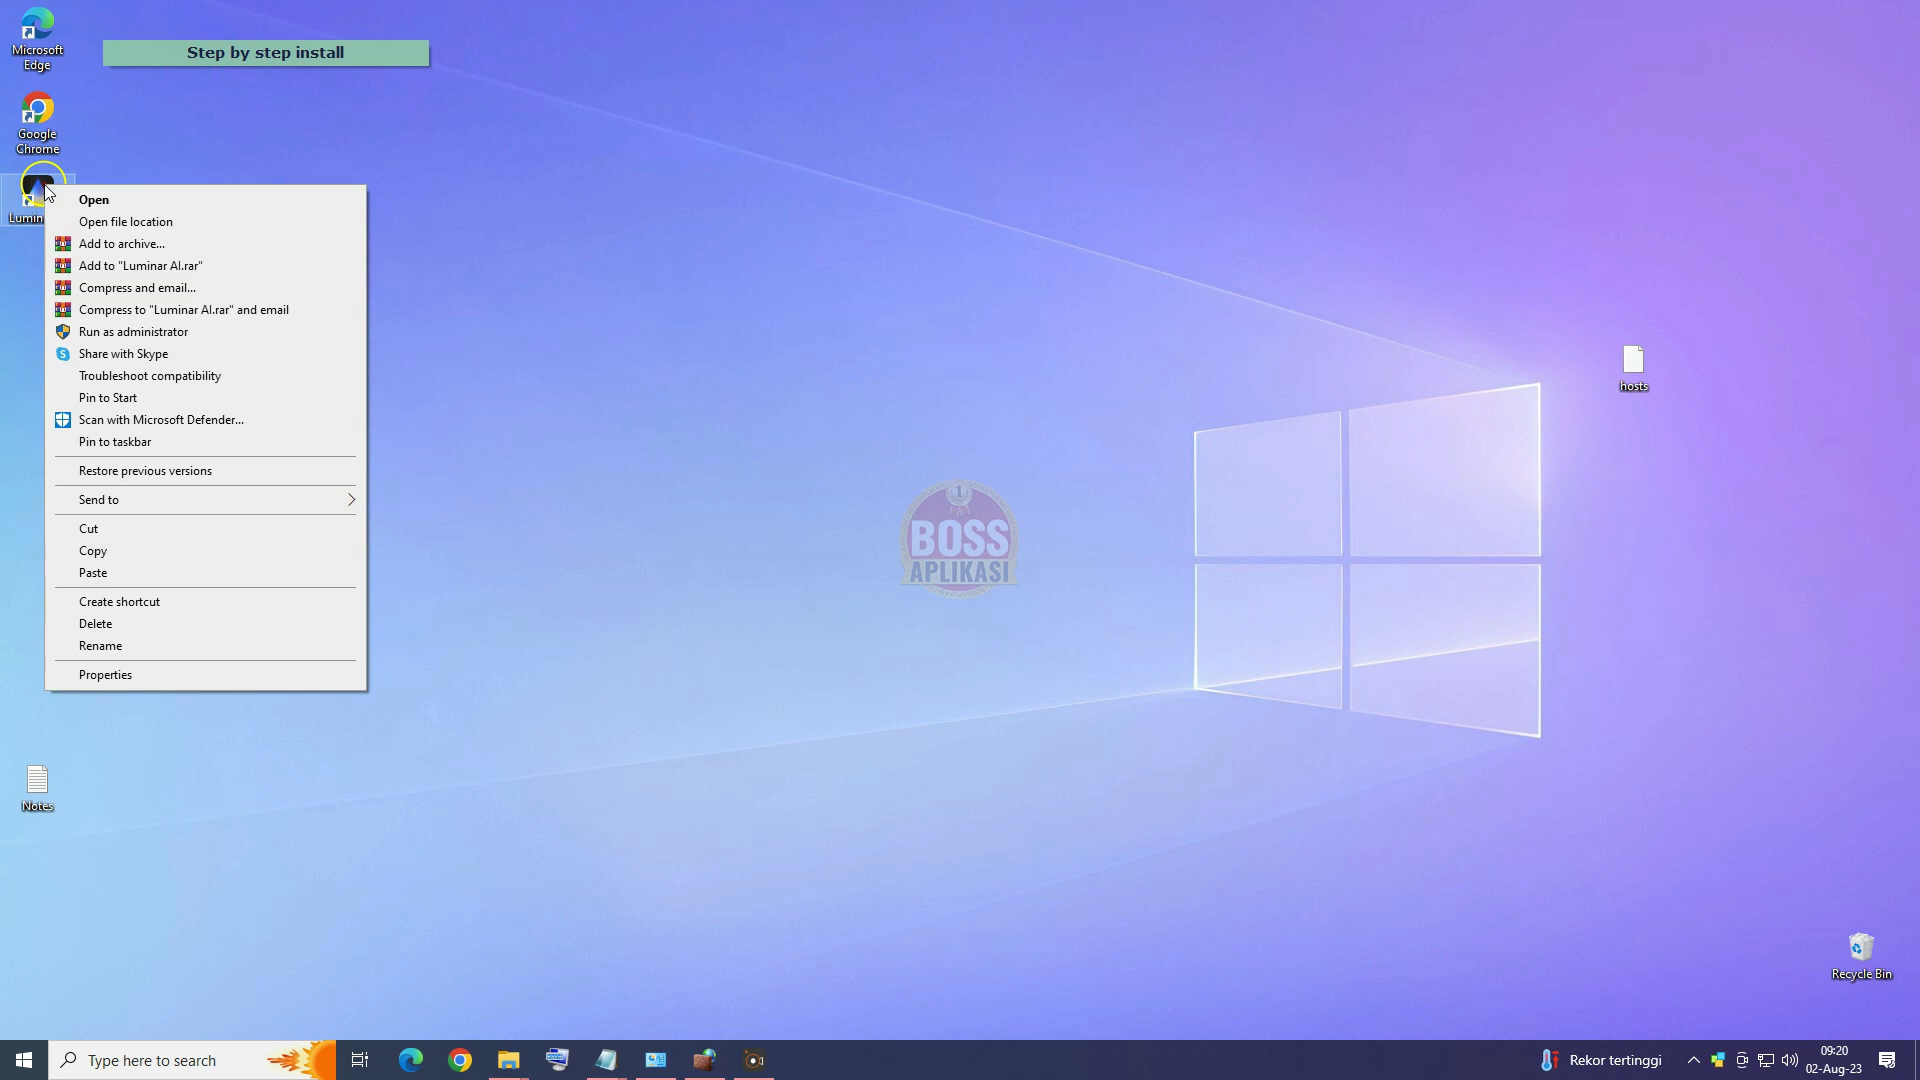 Microsoft
Edge
Step by step install
Google
Chrome
Open
Open file location
Add to archive...
Add to "Luminar AI.rar"
Compress and email...
Compress to "Luminar AI.rar" and email
Run as administrator
Share with Skype
Troubleshoot compatibility
Pin to Start
Scan with Microsoft Defender...
Pin to taskbar
Restore previous versions
Send to
Cut
Copy
Paste
Create shortcut
Delete
Rename
Properties
hosts
1
BOSS
APLIKASI
Notes
Recycle Bin
Type here to search
Rekor tertinggi
09:20
02-Aug-23